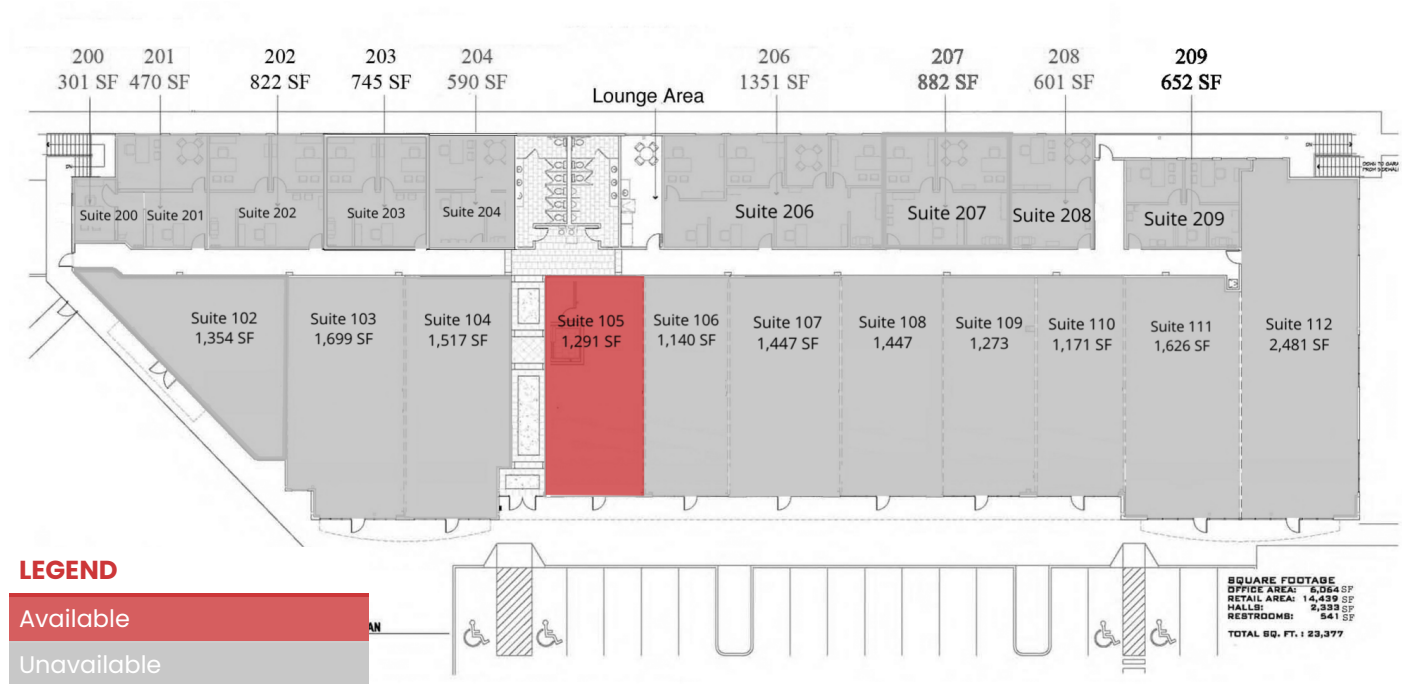 200
301 SF
201
470 SF
202
822 SF
203
745 SF
204
590 SF
Lounge Area
206
1351 SF
207
882 SF
208
601 SF
209
652 SF
DN
DN
Suite 200
Suite 201
Suite 202
Suite 203
Suite 204
Suite 206
Suite 207
Suite 208
Suite 209
Suite 102
1,354 SF
Suite 103
1,699 SF
Suite 104
1,517 SF
Suite 105
1,291 SF
Suite 106
1,140 SF
Suite 107
1,447 SF
Suite 108
1,447
Suite 109
1,273
Suite 110
1,171 SF
Suite 111
1,626 SF
Suite 112
2,481 SF
LEGEND
Available
Unavailable
AN
SQUARE FOOTAGE
OFFICE AREA: 6,064 SF
RETAIL AREA: 14,439 SF
HALLS: 2,333 SF
RESTROOMS: 541 SF
TOTAL SQ. FT. : 23,377